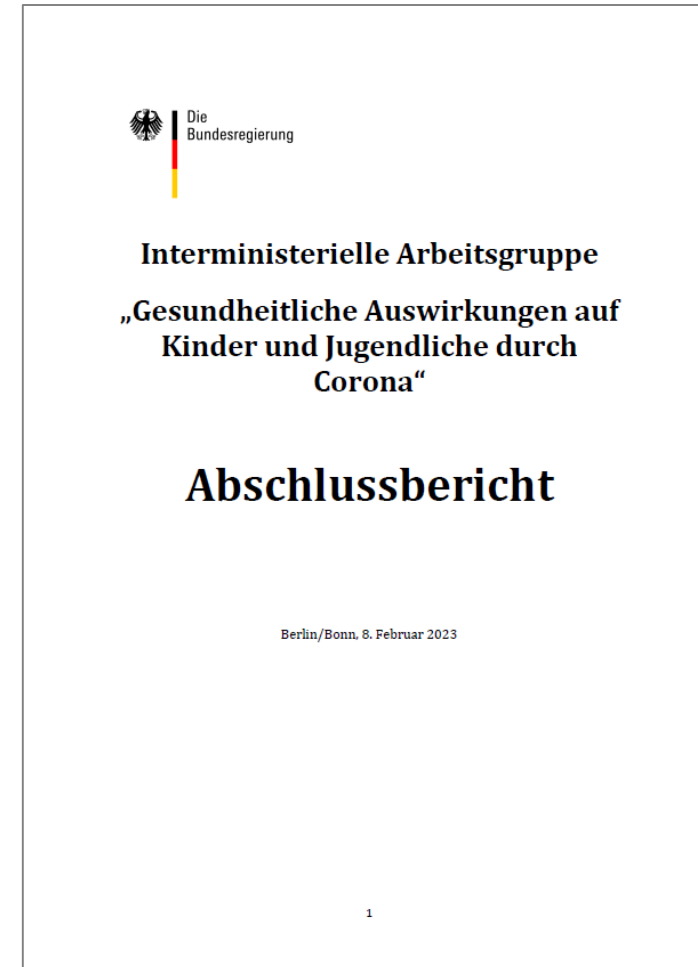 Die
Bundesregierung
Interministerielle Arbeitsgruppe
„Gesundheitliche Auswirkungen auf
Kinder und Jugendliche durch
Corona“
Abschlussbericht
Berlin/Bonn, 8. Februar 2023
1